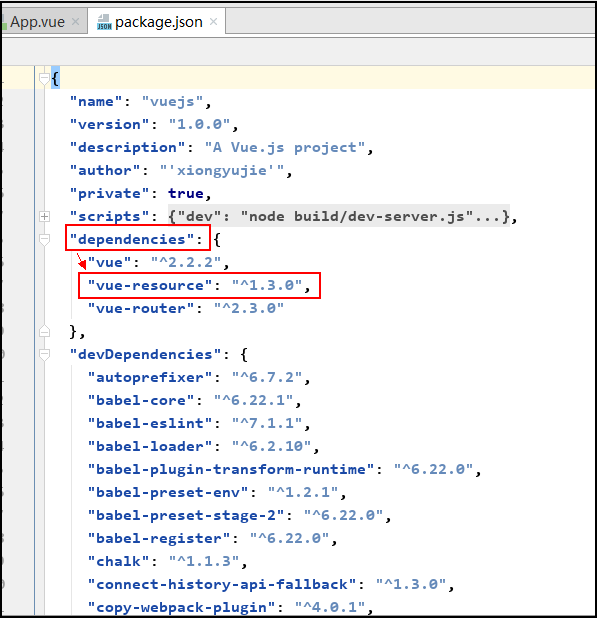 App.vue package.json
{
"name": "vuejs",
"version": "1.0.0",
"description": "A Vue.js project",
"author": "'xiongyujie'",
"private": true,
"scripts": {"dev": "node build/dev-server.js"...},
"dependencies": {
"vue": "^2.2.2",
"vue-resource": "^1.3.0",
"vue-router": "^2.3.0"
},
"devDependencies": {
"autoprefixer": "^6.7.2",
"babel-core": "^6.22.1",
"babel-eslint": "^7.1.1",
"babel-loader": "^6.2.10",
"babel-plugin-transform-runtime": "^6.22.0",
"babel-preset-env": "^1.2.1",
"babel-preset-stage-2": "^6.22.0",
"babel-register": "^6.22.0",
"chalk": "^1.1.3",
"connect-history-api-fallback": "^1.3.0",
"copy-webpack-plugin": "^4.0.1",